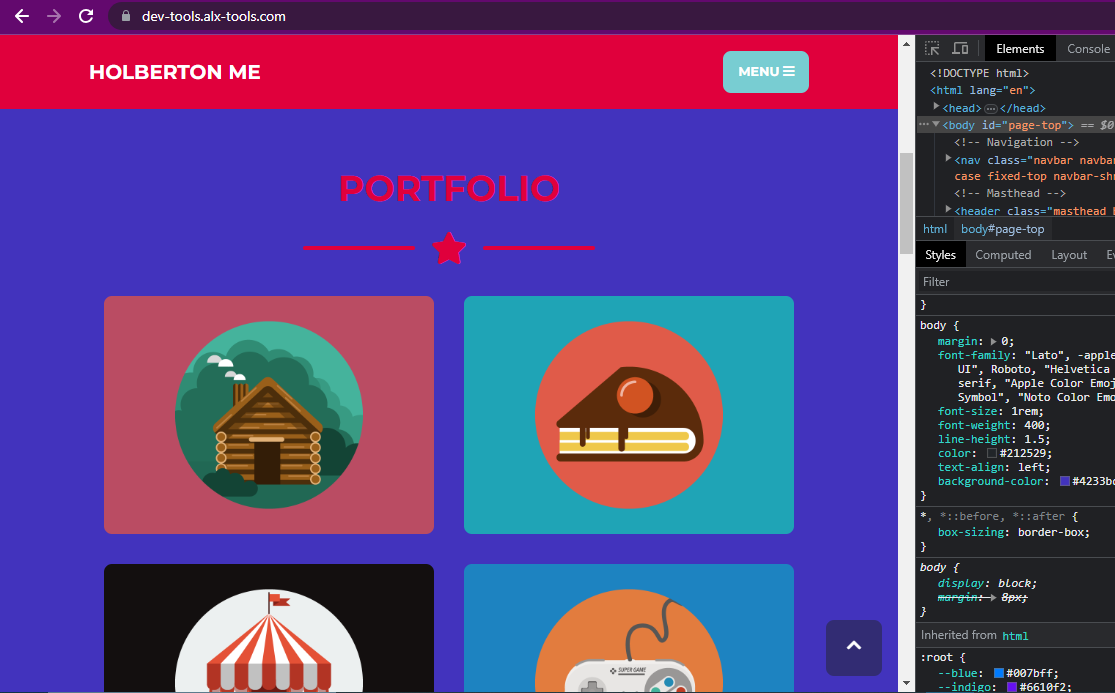 dev-tools.alx-tools.com
HOLBERTON ME
MENU
PORTFOLIO
SUPER GAME
Elements Console
<!DOCTYPE html>
<html lang="en">
<head> … </head>
<body id="page-top"> == $0
<!-- Navigation -->
<nav class="navbar navba
case fixed-top navbar-shr
<!-- Masthead -->
<header class="masthead b
html body#page-top
Styles Computed Layout Ev
Filter
}
body {
margin: 0;
font-family: "Lato", -apple
UI", Roboto, "Helvetica
serif, "Apple Color Emoj
Symbol", "Noto Color Emo
font-size: 1rem;
font-weight: 400;
line-height: 1.5;
color: #212529;
text-align: left;
background-color: #4233bd
}
*, *::before, *::after {
box-sizing: border-box;
}
body {
display: block;
margin: 8px;
}
Inherited from html
:root {
--blue: #007bff;
--indigo: #6610f2;